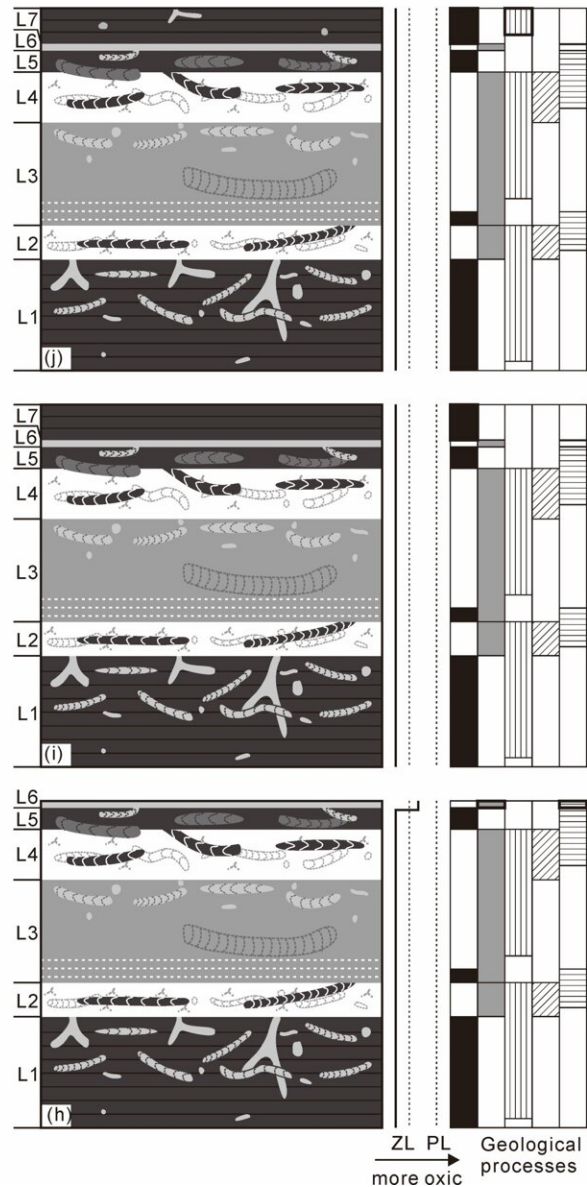 L7
L6
L5
L4
L3
L2
L1
(j)
L7
L6
L5
L4
L3
L2
L1
(i)
L6
L5
L4
L3
L2
L1
(h)
ZL PL Geological
more oxic processes